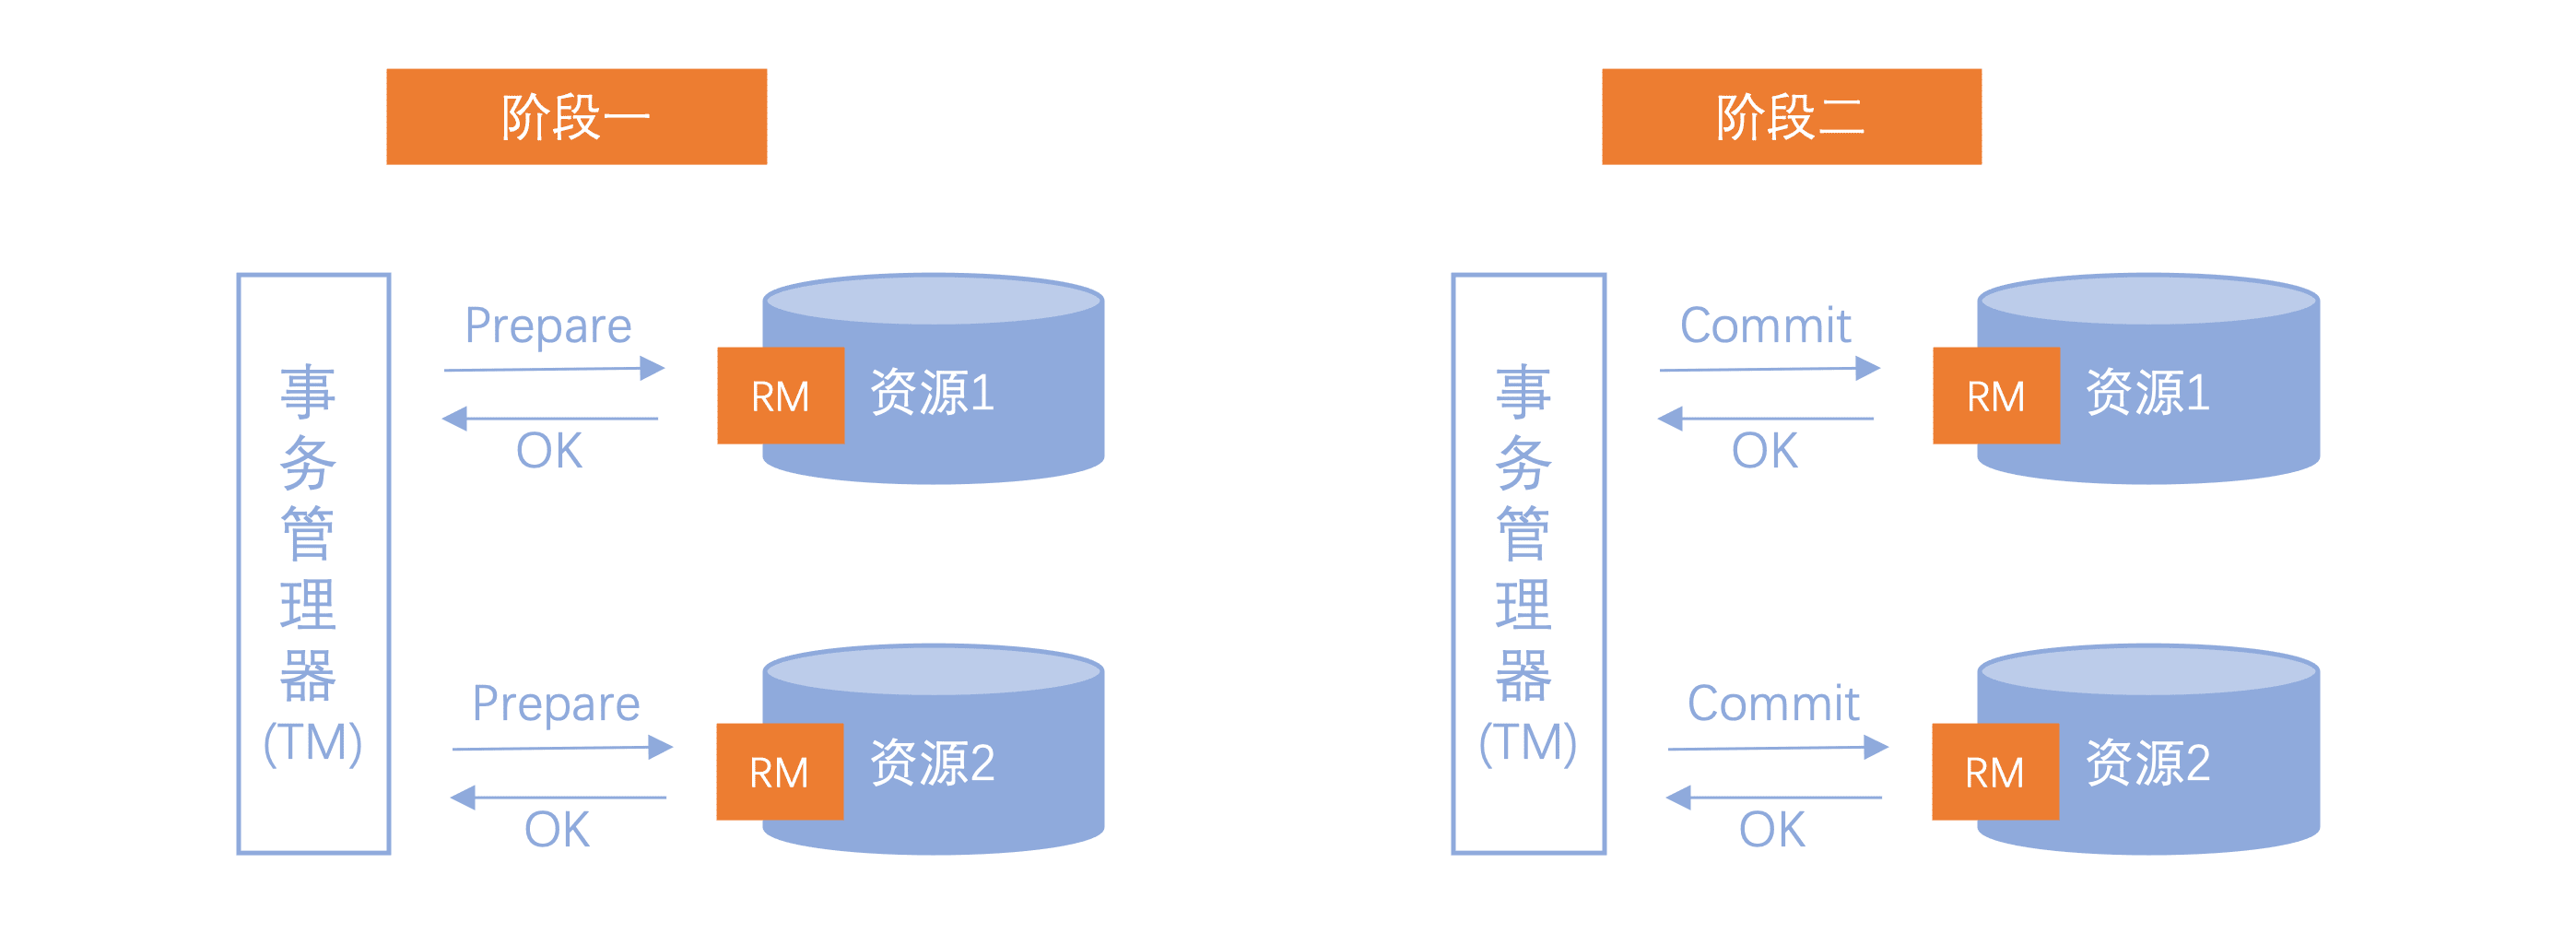 阶段一
事务管理器
(TM)
Prepare
OK
RM
资源1
Prepare
OK
RM
资源2
阶段二
事务管理器
(TM)
Commit
OK
RM
资源1
Commit
OK
RM
资源2